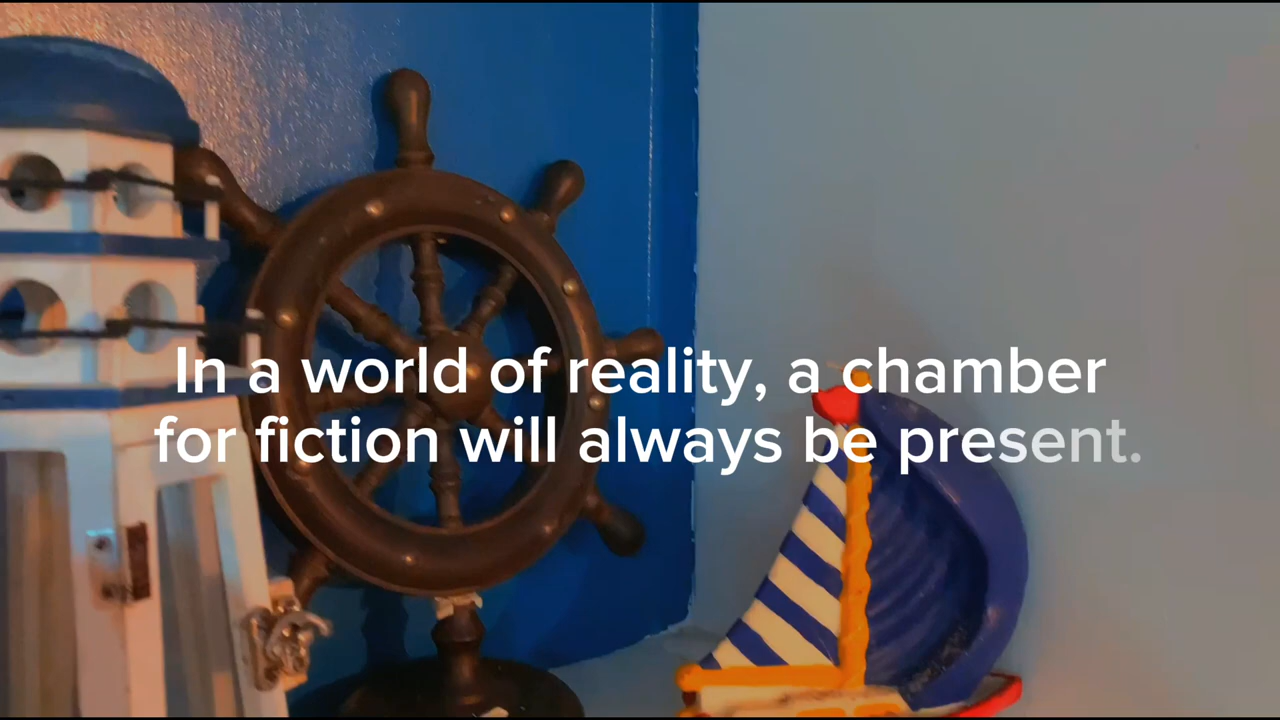 In a world of reality, a chamber
for fiction will always be present.